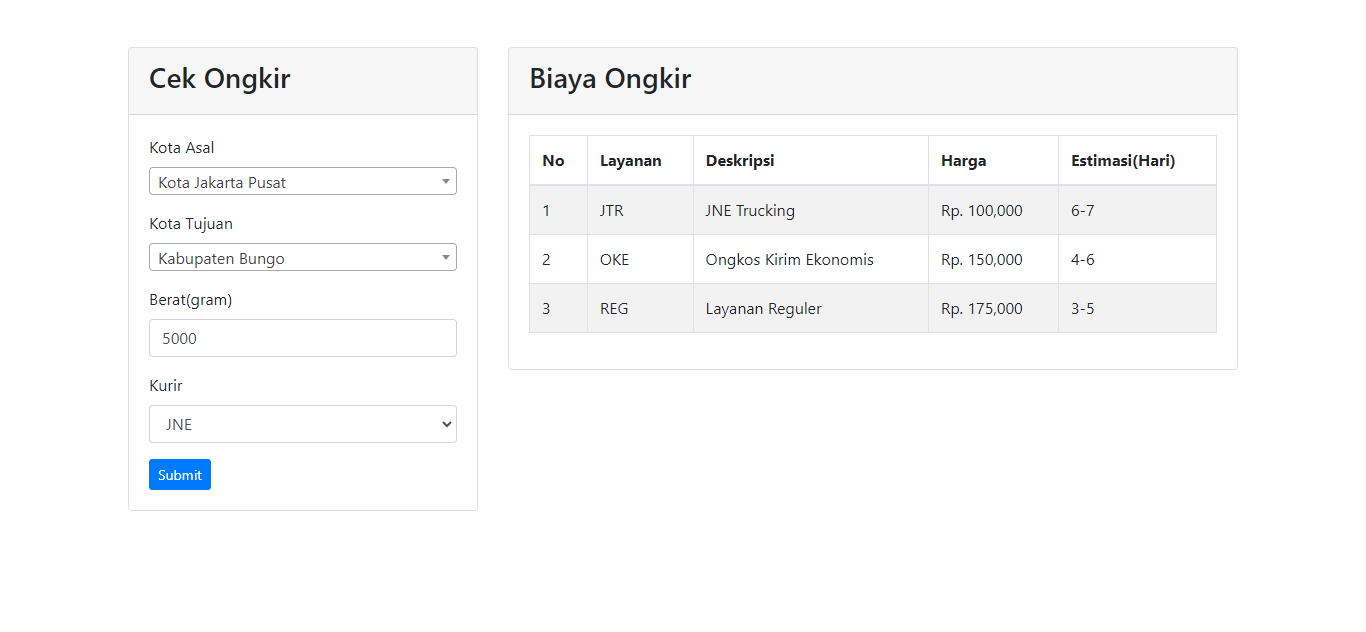 Cek Ongkir
Kota Asal
Kota Jakarta Pusat
Kota Tujuan
Kabupaten Bungo
Berat(gram)
5000
Kurir
JNE
Submit
Biaya Ongkir
No Layanan Deskripsi Harga Estimasi(Hari)
1 JTR JNE Trucking Rp. 100,000 6-7
2 OKE Ongkos Kirim Ekonomis Rp. 150,000 4-6
3 REG Layanan Reguler Rp. 175,000 3-5